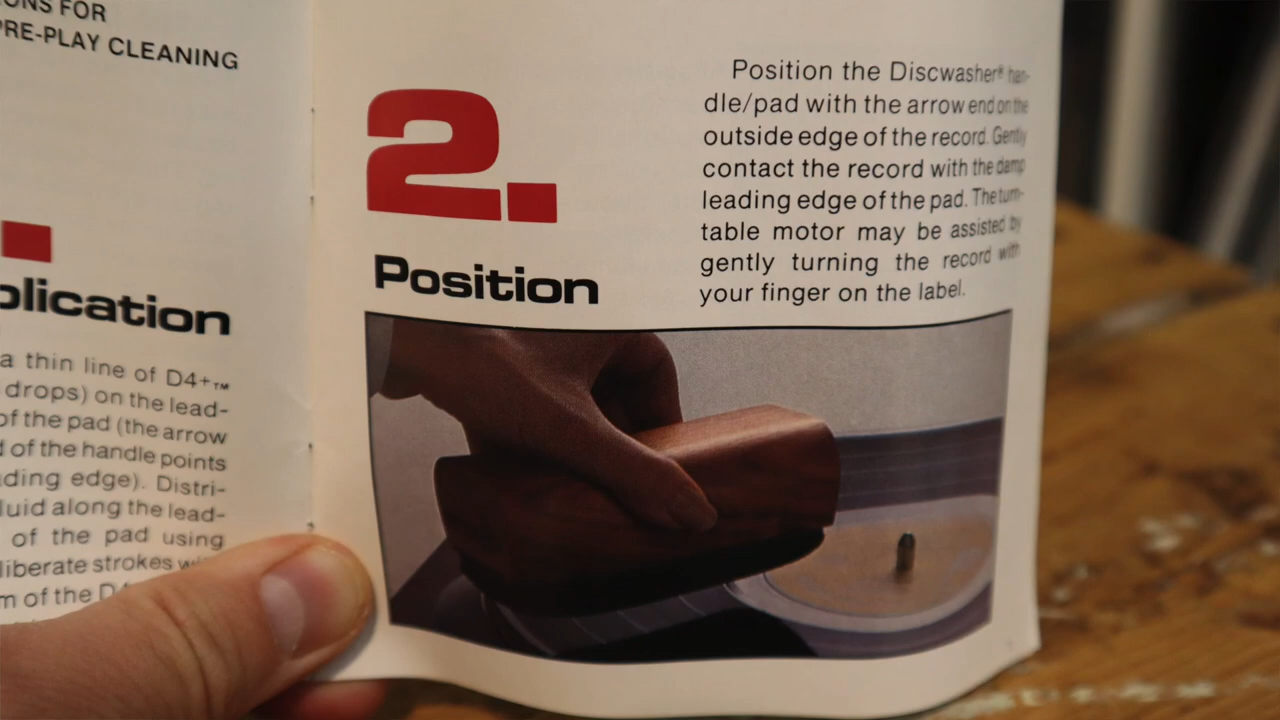 IONS FOR
PRE-PLAY CLEANING
plication
a thin line of D4+™
drops) on the lead-
of the pad (the arrow
of the handle points
ding edge). Distri-
fluid along the lead-
of the pad using
liberate strokes
of the
2.
Position
Position the Discwasher® han-
dle/pad with the arrow end on the
outside edge of the record. Gently
contact the record with the damp
leading edge of the pad. The turn-
table motor may be assisted by
gently turning the record with
your finger on the label.